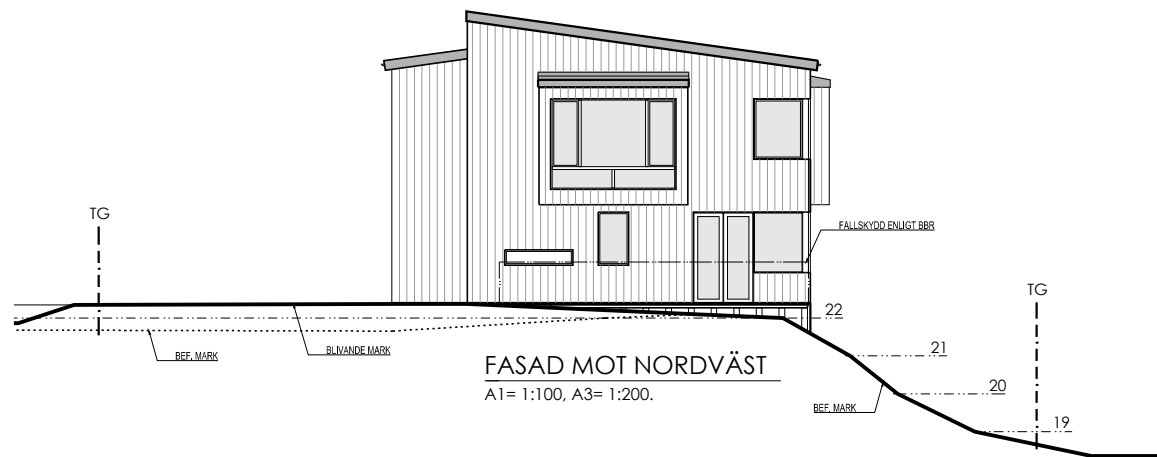 TG
FALLSKYDD ENLIGT BBR
TG
22
BEF. MARK
BLIVANDE MARK
21
FASAD MOT NORDVÄST
A1= 1:100, A3= 1:200.
20
BEF. MARK
19